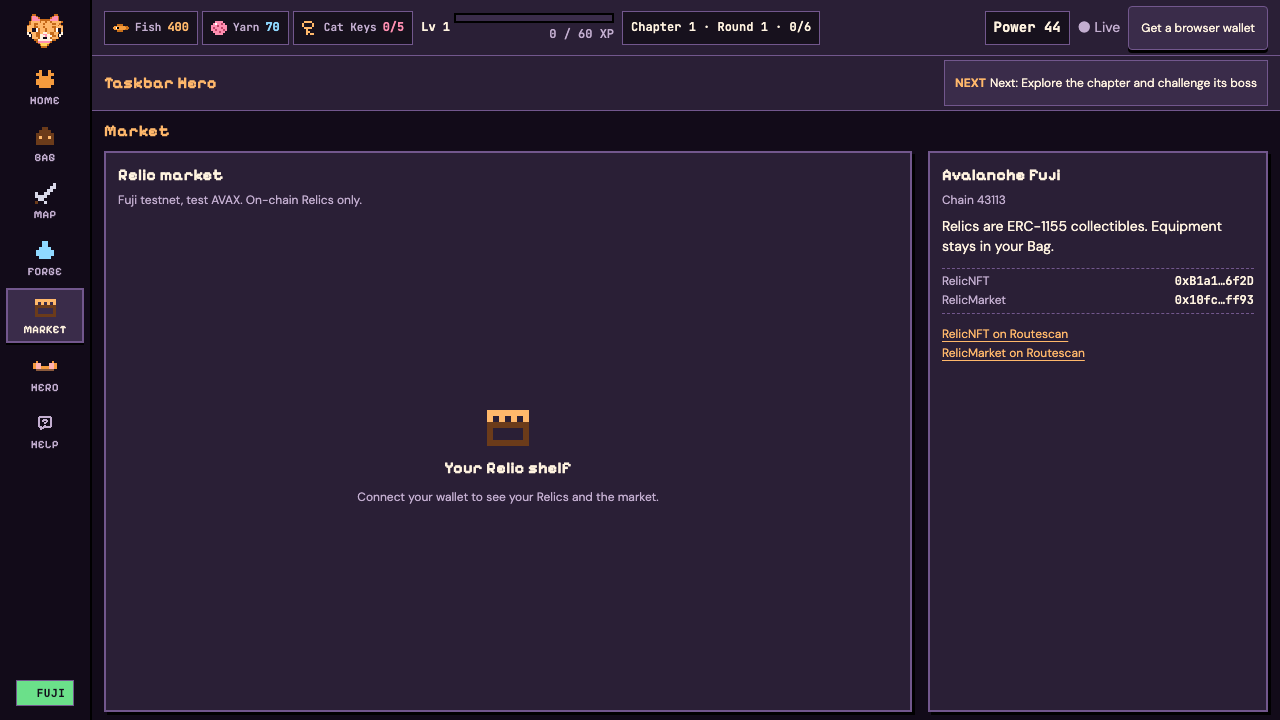 Fish 400
Yarn 70
Cat Keys 0/5
Lv 1
0 / 60 XP
Chapter 1 · Round 1 · 0/6
Power 44
Live
Get a browser wallet
HOME
BAG
MAP
FORGE
MARKET
HERO
HELP
FUJI
Taskbar Hero
NEXT Next: Explore the chapter and challenge its boss
Market
Relic market
Fuji testnet, test AVAX. On-chain Relics only.
Your Relic shelf
Connect your wallet to see your Relics and the market.
Avalanche Fuji
Chain 43113
Relics are ERC-1155 collectibles. Equipment
stays in your Bag.
RelicNFT 0xB1a1…6f2D
RelicMarket 0x10fc…ff93
RelicNFT on Routescan
RelicMarket on Routescan